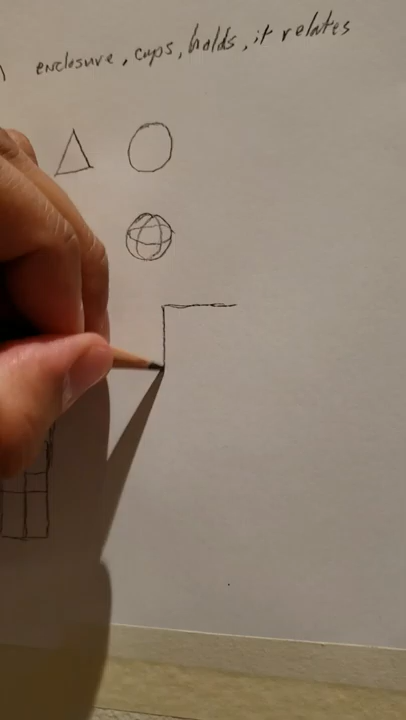 enclosure, cups, holds, it relates